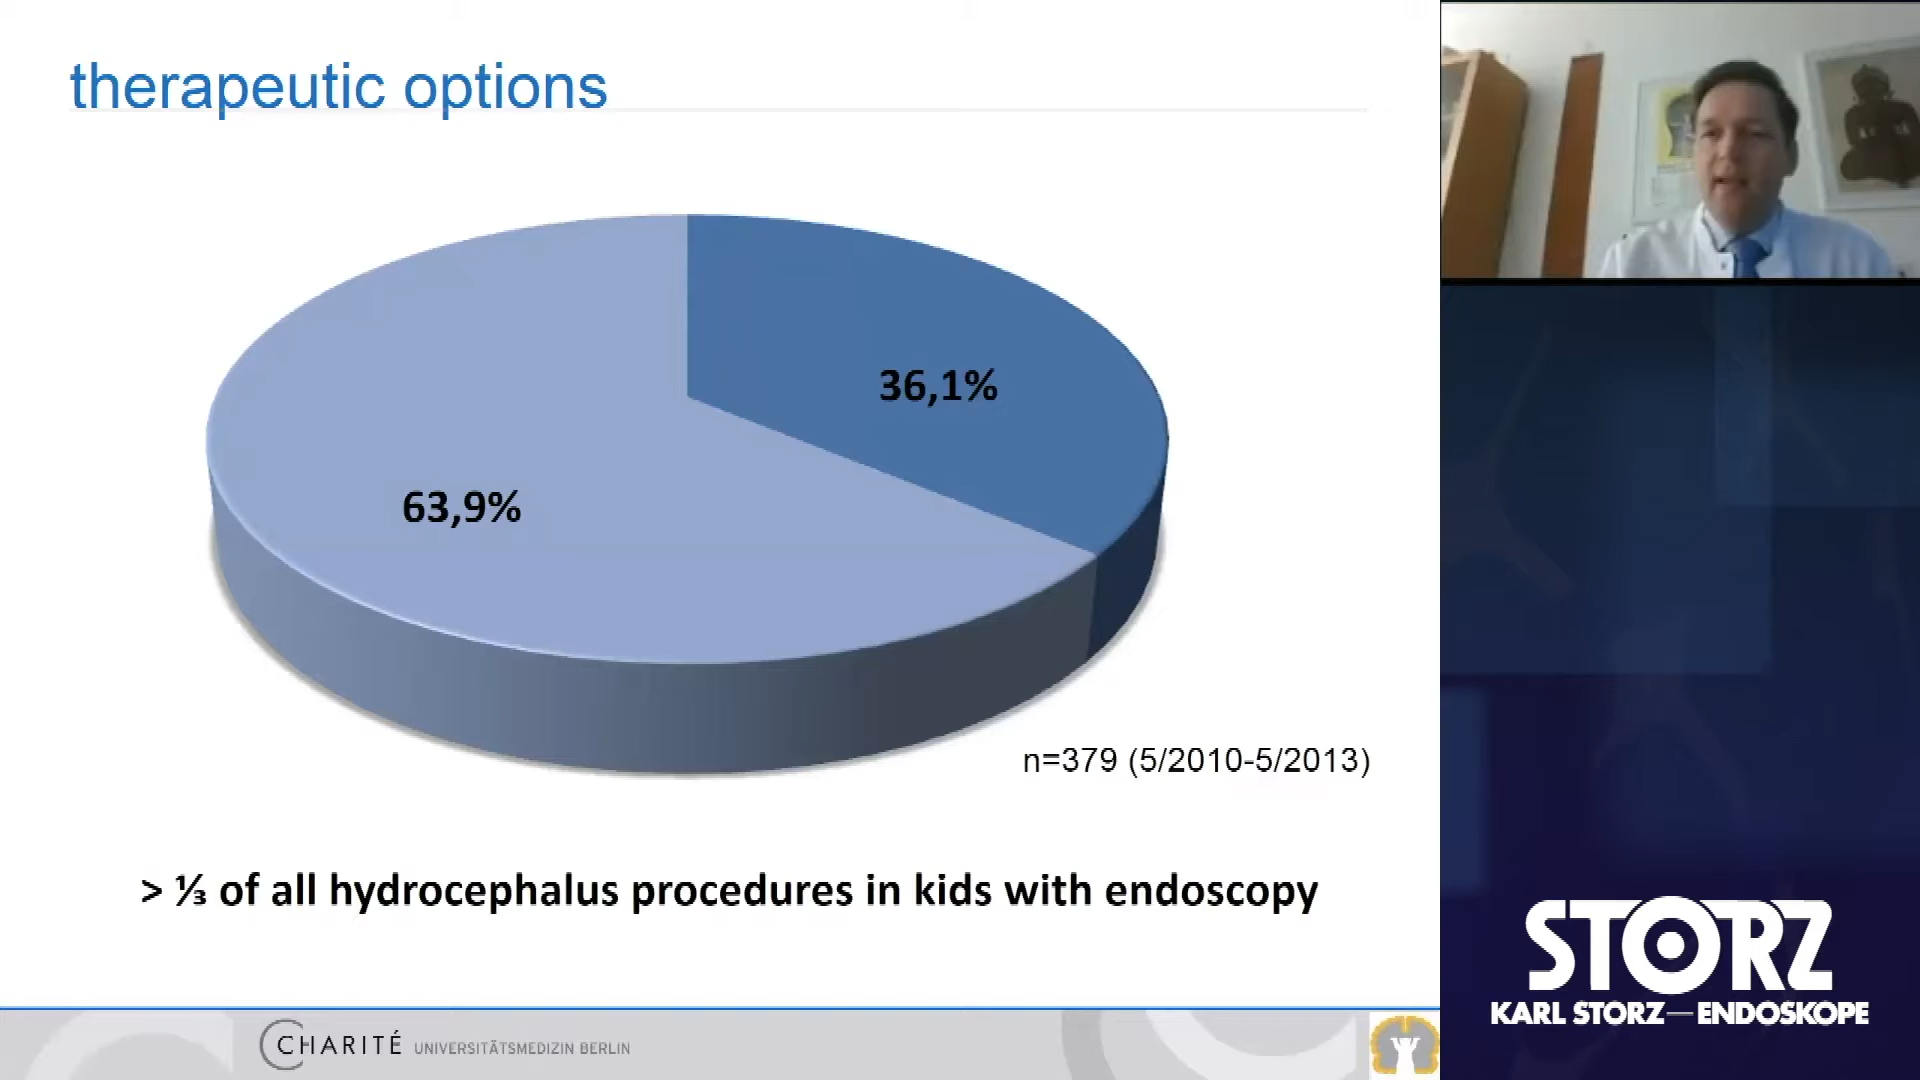 therapeutic options
36,1%
63,9%
n=379 (5/2010-5/2013)
> ⅓ of all hydrocephalus procedures in kids with endoscopy
CHARITÉ UNIVERSITÄTSMEDIZIN BERLIN
STORZ
KARL STORZ—ENDOSKOPE